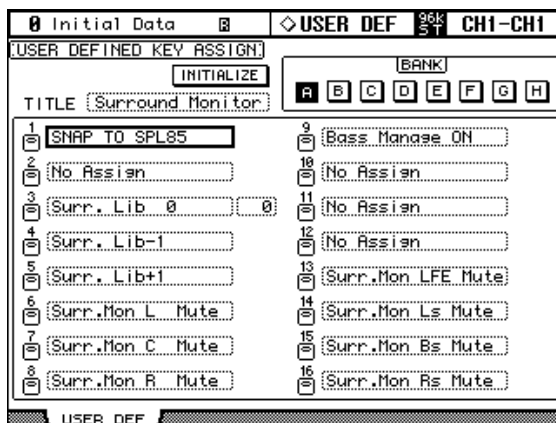 0 Initial Data R ◇USER DEF 96k ST CH1-CH1
USER DEFINED KEY ASSIGN
INITIALIZE
BANK
A B C D E F G H
TITLE Surround Monitor
1 SNAP TO SPL85
2 No Assign
3 Surr. Lib 0 0
4 Surr. Lib-1
5 Surr. Lib+1
6 Surr.Mon L Mute
7 Surr.Mon C Mute
8 Surr.Mon R Mute
9 Bass Manage ON
10 No Assign
11 No Assign
12 No Assign
13 Surr.Mon LFE Mute
14 Surr.Mon Ls Mute
15 Surr.Mon Bs Mute
16 Surr.Mon Rs Mute
USER DEF